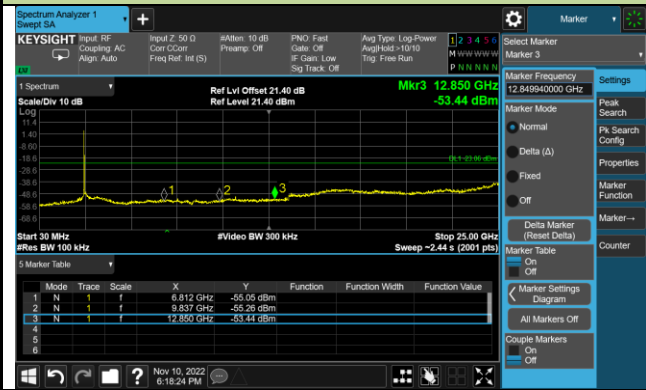 Spectrum Analyzer 1
Swept SA
+
Marker
KEYSIGHT
Input: RF
Coupling: AC
Align: Auto
Input Z: 50 Ω
Corr CCorr
Freq Ref: Int (S)
#Atten: 10 dB
Preamp: Off
PNO: Fast
Gate: Off
IF Gain: Low
Sig Track: Off
Avg Type: Log-Power
Avg|Hold:>10/10
Trig: Free Run
1 2 3 4 5 6
M W W W W W
P N N N N N
Select Marker
Marker 3
1 Spectrum
Scale/Div 10 dB
Log
Ref Lvl Offset 21.40 dB
Ref Level 21.40 dBm
Mkr3 12.850 GHz
-53.44 dBm
11.4
1.40
-8.60
-18.6
-28.6
-38.6
-48.6
-58.6
-68.6
DL1 -23.06 dBm
1
2
3
Start 30 MHz
#Res BW 100 kHz
#Video BW 300 kHz
Stop 25.00 GHz
Sweep ~2.44 s (2001 pts)
5 Marker Table
Mode Trace Scale X Y Function Function Width Function Value
1 N 1 f 6.812 GHz -55.05 dBm
2 N 1 f 9.837 GHz -55.26 dBm
3 N 1 f 12.850 GHz -53.44 dBm
4
5
6
Marker Frequency
12.849940000 GHz
Marker Mode
Normal
Delta (Δ)
Fixed
Off
Delta Marker
(Reset Delta)
Marker Table
On
Off
Marker Settings
Diagram
All Markers Off
Couple Markers
On
Off
Settings
Peak
Search
Pk Search
Config
Properties
Marker
Function
Marker→
Counter
?
Nov 10, 2022
6:18:24 PM